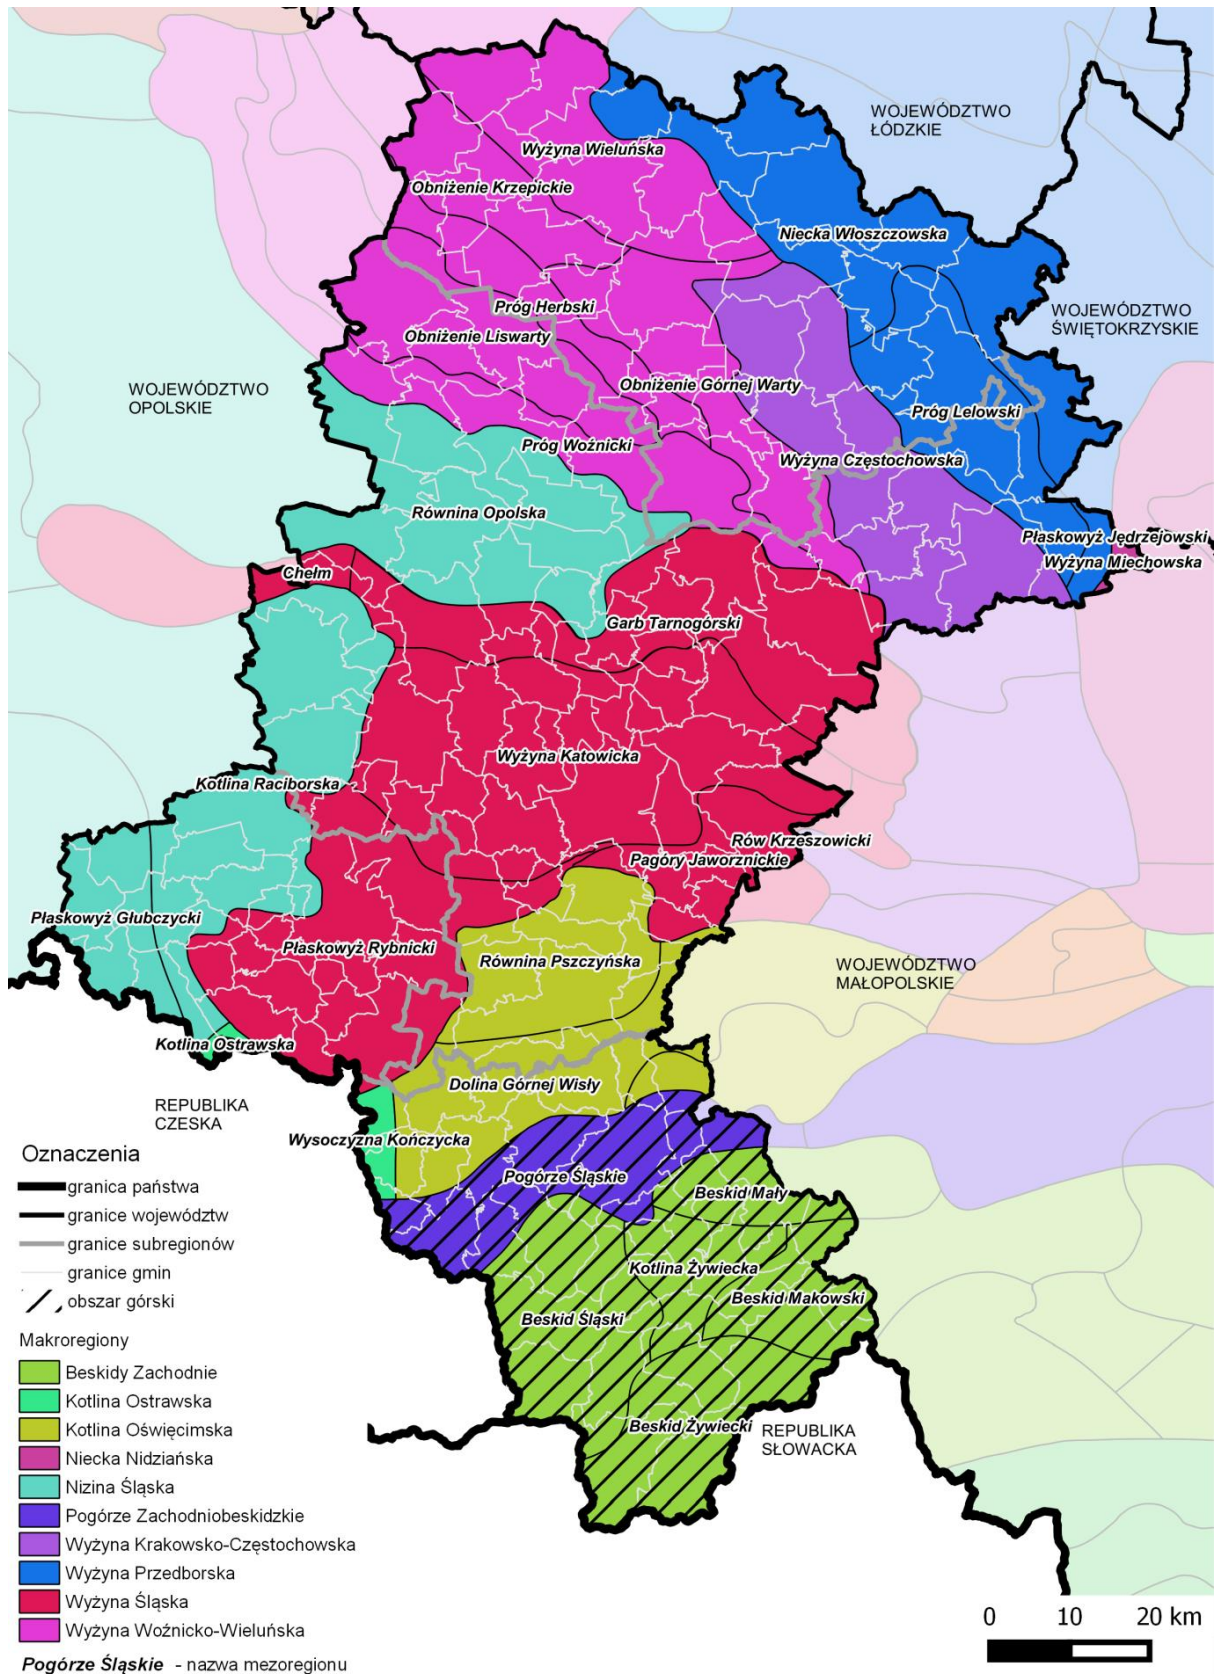 WOJEWÓDZTWO
ŁÓDZKIE
Wyżyna Wieluńska
Obniżenie Krzepickie
Niecka Włoszczowska
Próg Herbski
WOJEWÓDZTWO
ŚWIĘTOKRZYSKIE
Obniżenie Liswarty
WOJEWÓDZTWO
OPOLSKIE
Obniżenie Górnej Warty
Próg Lelowski
Próg Woźnicki
Wyżyna Częstochowska
Równina Opolska
Płaskowyż Jędrzejowski
Wyżyna Miechowska
Chełm
Garb Tarnogórski
Wyżyna Katowicka
Kotlina Raciborska
Rów Krzeszowicki
Pagóry Jaworznickie
Płaskowyż Głubczycki
Płaskowyż Rybnicki
Równina Pszczyńska
WOJEWÓDZTWO
MAŁOPOLSKIE
Kotlina Ostrawska
Dolina Górnej Wisły
REPUBLIKA
CZESKA
Wysoczyzna Kończycka
Pogórze Śląskie
Beskid Mały
Kotlina Żywiecka
Beskid Makowski
Beskid Śląski
Beskid Żywiecki
REPUBLIKA
SŁOWACKA
Oznaczenia
granica państwa
granice województw
granice subregionów
granice gmin
obszar górski
Makroregiony
Beskidy Zachodnie
Kotlina Ostrawska
Kotlina Oświęcimska
Niecka Nidziańska
Nizina Śląska
Pogórze Zachodniobeskidzkie
Wyżyna Krakowsko-Częstochowska
Wyżyna Przedborska
Wyżyna Śląska
Wyżyna Woźnicko-Wieluńska
Pogórze Śląskie - nazwa mezoregionu
0 10 20 km